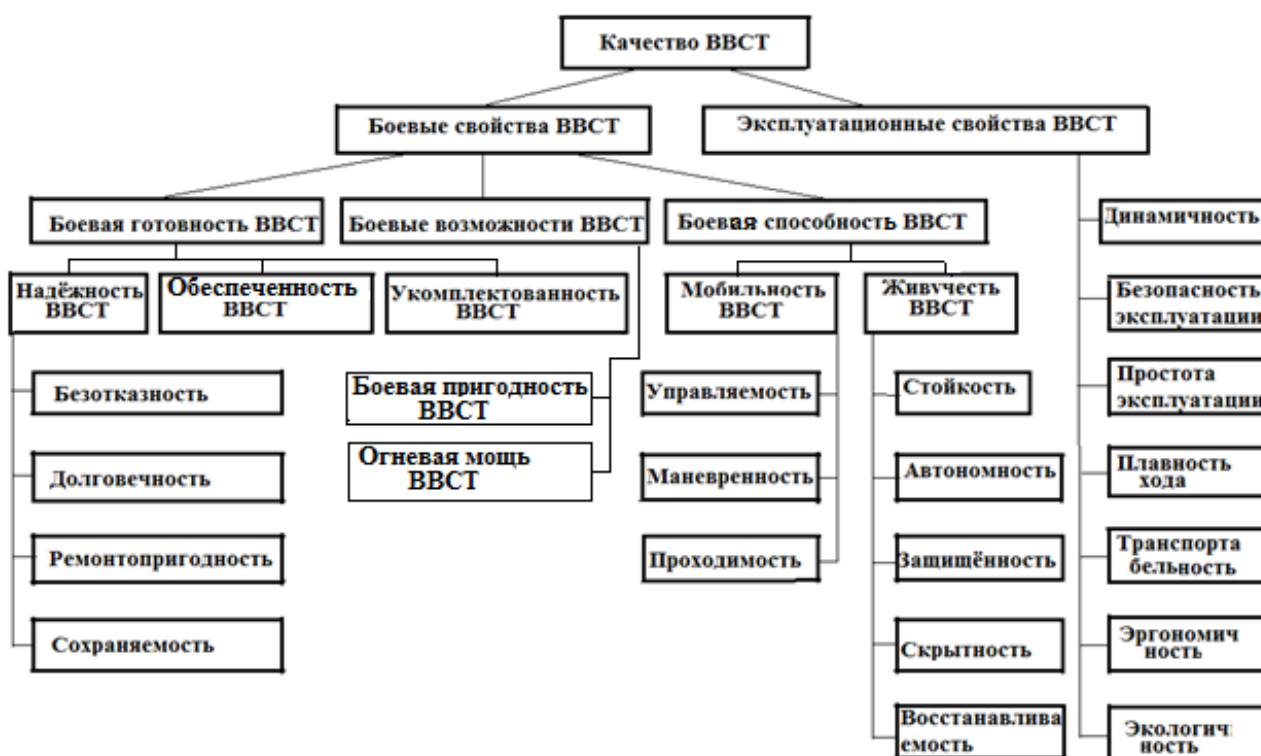 Качество ВВСТ
Боевые свойства ВВСТ
Эксплуатационные свойства ВВСТ
Боевая готовность ВВСТ
Боевые возможности ВВСТ
Боевая способность ВВСТ
Динамичность
Надёжность
ВВСТ
Обеспеченность
ВВСТ
Укомплектованность
ВВСТ
Мобильность
ВВСТ
Живучесть
ВВСТ
Безопасность
эксплуатации
Безотказность
Боевая пригодность
ВВСТ
Управляемость
Стойкость
Простота
эксплуатации
Долговечность
Огневая мощь
ВВСТ
Маневренность
Автономность
Плавность
хода
Ремонтопригодность
Проходимость
Защищённость
Транспорта
бельность
Сохраняемость
Скрытность
Эргономич
ность
Восстанавлива
емость
Экологич
ность